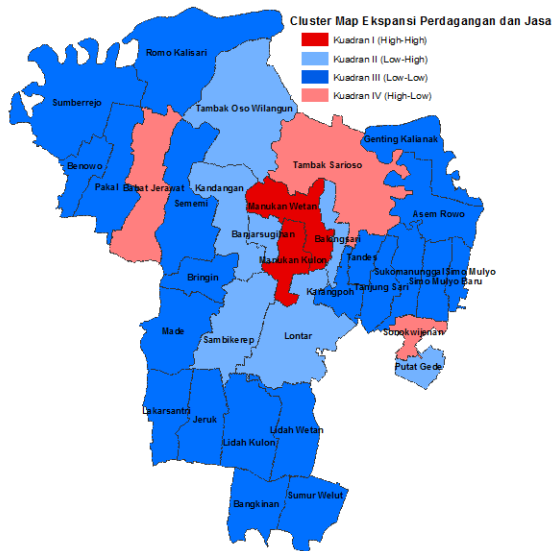 Cluster Map Ekspansi Perdagangan dan Jasa
Kuadran I (High-High)
Kuadran II (Low-High)
Kuadran III (Low-Low)
Kuadran IV (High-Low)
Romo Kalisari
Sumberrejo
Tambak Oso Wilangun
Genting Kalianak
Tambak Sarioso
Benowo
Pakal
Babat Jerawat
Kandangan
Sememi
Manukan Wetan
Asem Rowo
Banjarsugihan
Balongsari
Manukan Kulon
Tandes
Bringin
Sukomanunggal
Simo Mulyo
Karangpoh
Tanjung Sari
Simo Mulyo Baru
Made
Sambikerep
Lontar
Sonokwijenan
Putat Gede
Lakarsantri
Jeruk
Lidah Wetan
Lidah Kulon
Bangkinan
Sumur Welut